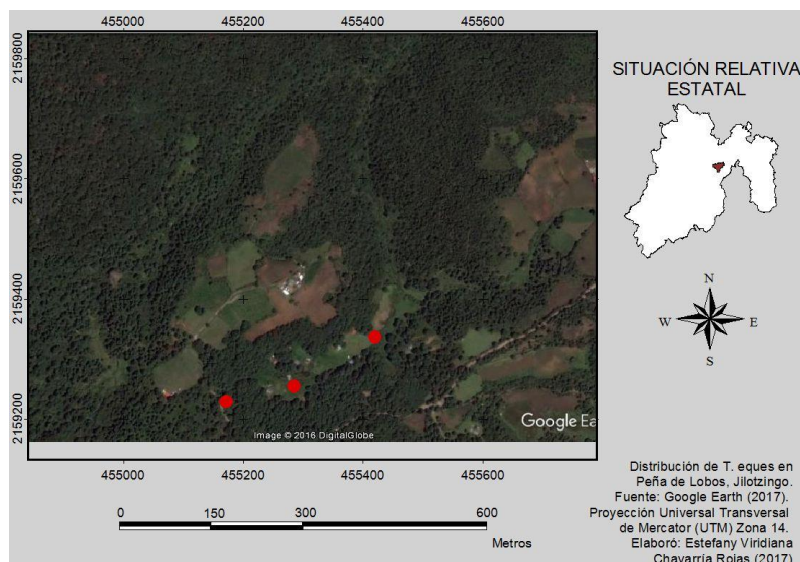 455000 455200 455400 455600
2159800
2159600
2159400
2159200
SITUACIÓN RELATIVA
ESTATAL
N
W E
S
Google Ea
Image © 2016 DigitalGlobe
455000 455200 455400 455600
0 150 300 600
Metros
Distribución de T. eques en
Peña de Lobos, Jilotzingo.
Fuente: Google Earth (2017).
Proyección Universal Transversal
de Mercator (UTM) Zona 14.
Elaboró: Estefany Viridiana
Chavarría Rojas (2017)